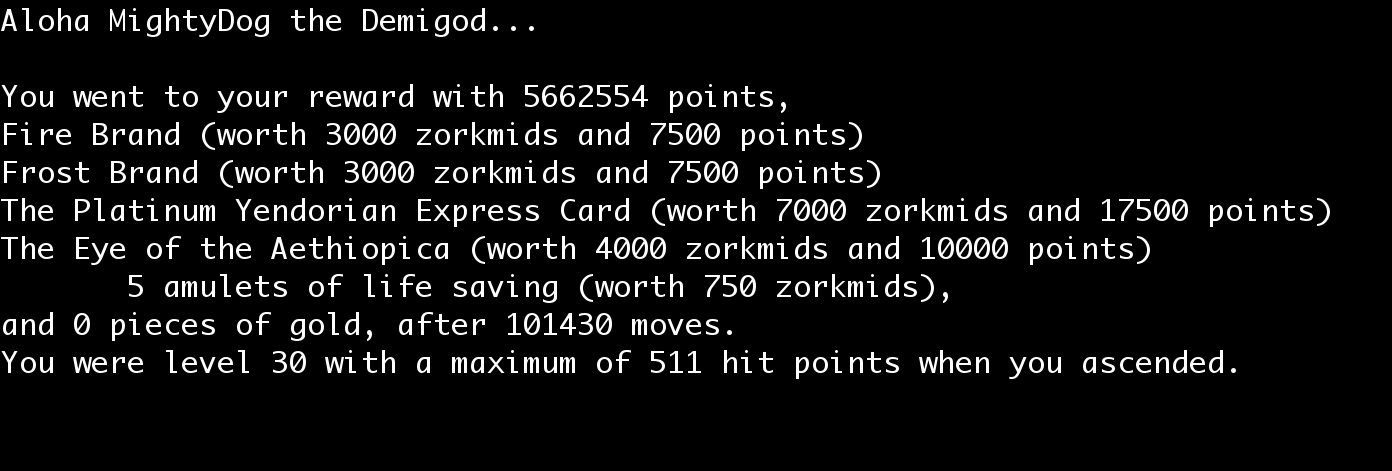 Aloha MightyDog the Demigod...
You went to your reward with 5662554 points,
Fire Brand (worth 3000 zorkmids and 7500 points)
Frost Brand (worth 3000 zorkmids and 7500 points)
The Platinum Yendorian Express Card (worth 7000 zorkmids and 17500 points)
The Eye of the Aethiopica (worth 4000 zorkmids and 10000 points)
5 amulets of life saving (worth 750 zorkmids),
and 0 pieces of gold, after 101430 moves.
You were level 30 with a maximum of 511 hit points when you ascended.